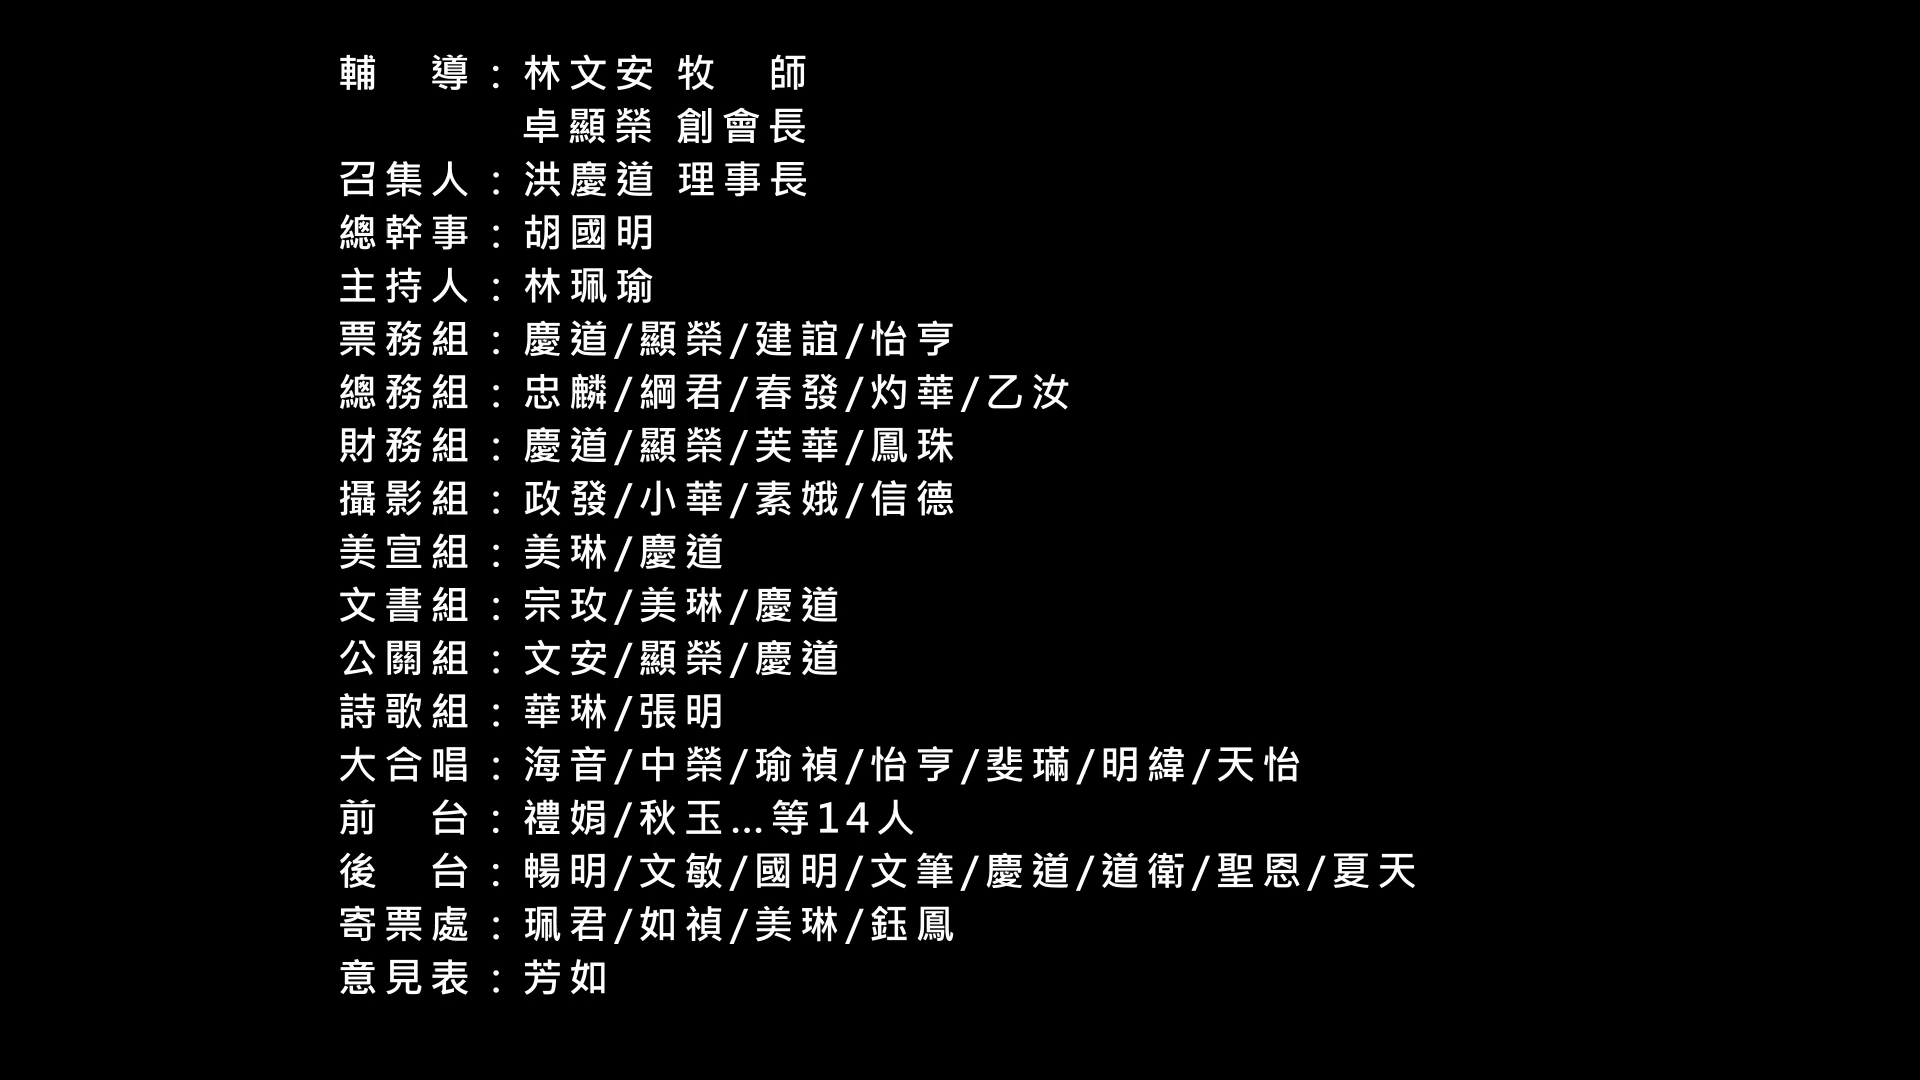 輔　導：林文安 牧　師
卓顯榮 創會長
召集人：洪慶道 理事長
總幹事：胡國明
主持人：林珮瑜
票務組：慶道/顯榮/建誼/怡亨
總務組：忠麟/綱君/春發/灼華/乙汝
財務組：慶道/顯榮/芙華/鳳珠
攝影組：政發/小華/素娥/信德
美宣組：美琳/慶道
文書組：宗玫/美琳/慶道
公關組：文安/顯榮/慶道
詩歌組：華琳/張明
大合唱：海音/中榮/瑜禎/怡亨/斐璊/明緯/天怡
前　台：禮娟/秋玉...等14人
後　台：暢明/文敏/國明/文筆/慶道/道衛/聖恩/夏天
寄票處：珮君/如禎/美琳/鈺鳳
意見表：芳如